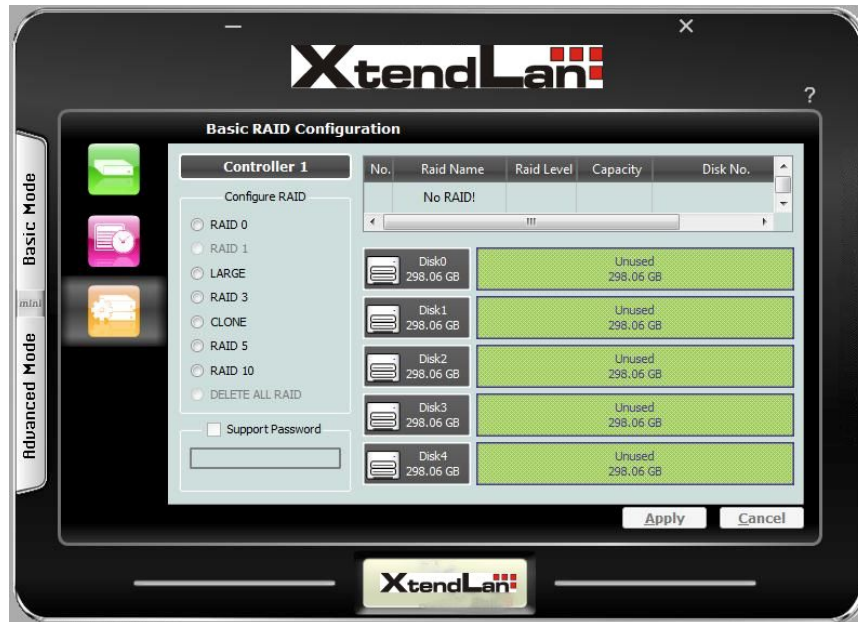 XtendLan
?
Basic RAID Configuration
Basic Mode
mini
Advanced Mode
Controller 1
Configure RAID
RAID 0
RAID 1
LARGE
RAID 3
CLONE
RAID 5
RAID 10
DELETE ALL RAID
Support Password
No. Raid Name Raid Level Capacity Disk No.
No RAID!
Disk0 Unused
298.06 GB 298.06 GB
Disk1 Unused
298.06 GB 298.06 GB
Disk2 Unused
298.06 GB 298.06 GB
Disk3 Unused
298.06 GB 298.06 GB
Disk4 Unused
298.06 GB 298.06 GB
Apply Cancel
XtendLan